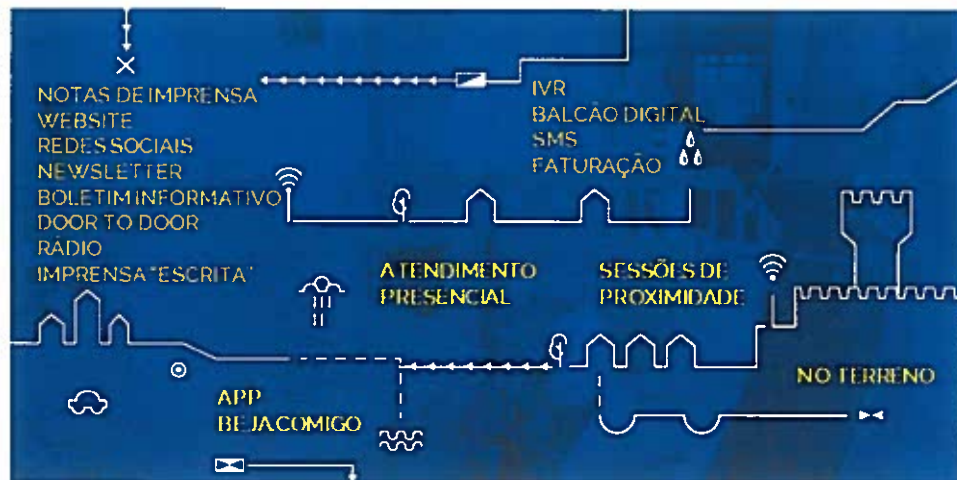 NOTAS DE IMPRENSA
WEBSITE
REDES SOCIAIS
NEWSLETTER
BOLETIM INFORMATIVO
DOOR TO DOOR
RÁDIO
IMPRENSA "ESCRITA"
IVR
BALCÃO DIGITAL
SMS
FATURAÇÃO
ATENDIMENTO
PRESENCIAL
SESSÕES DE
PROXIMIDADE
NO TERRENO
APP
BEJACOMIGO